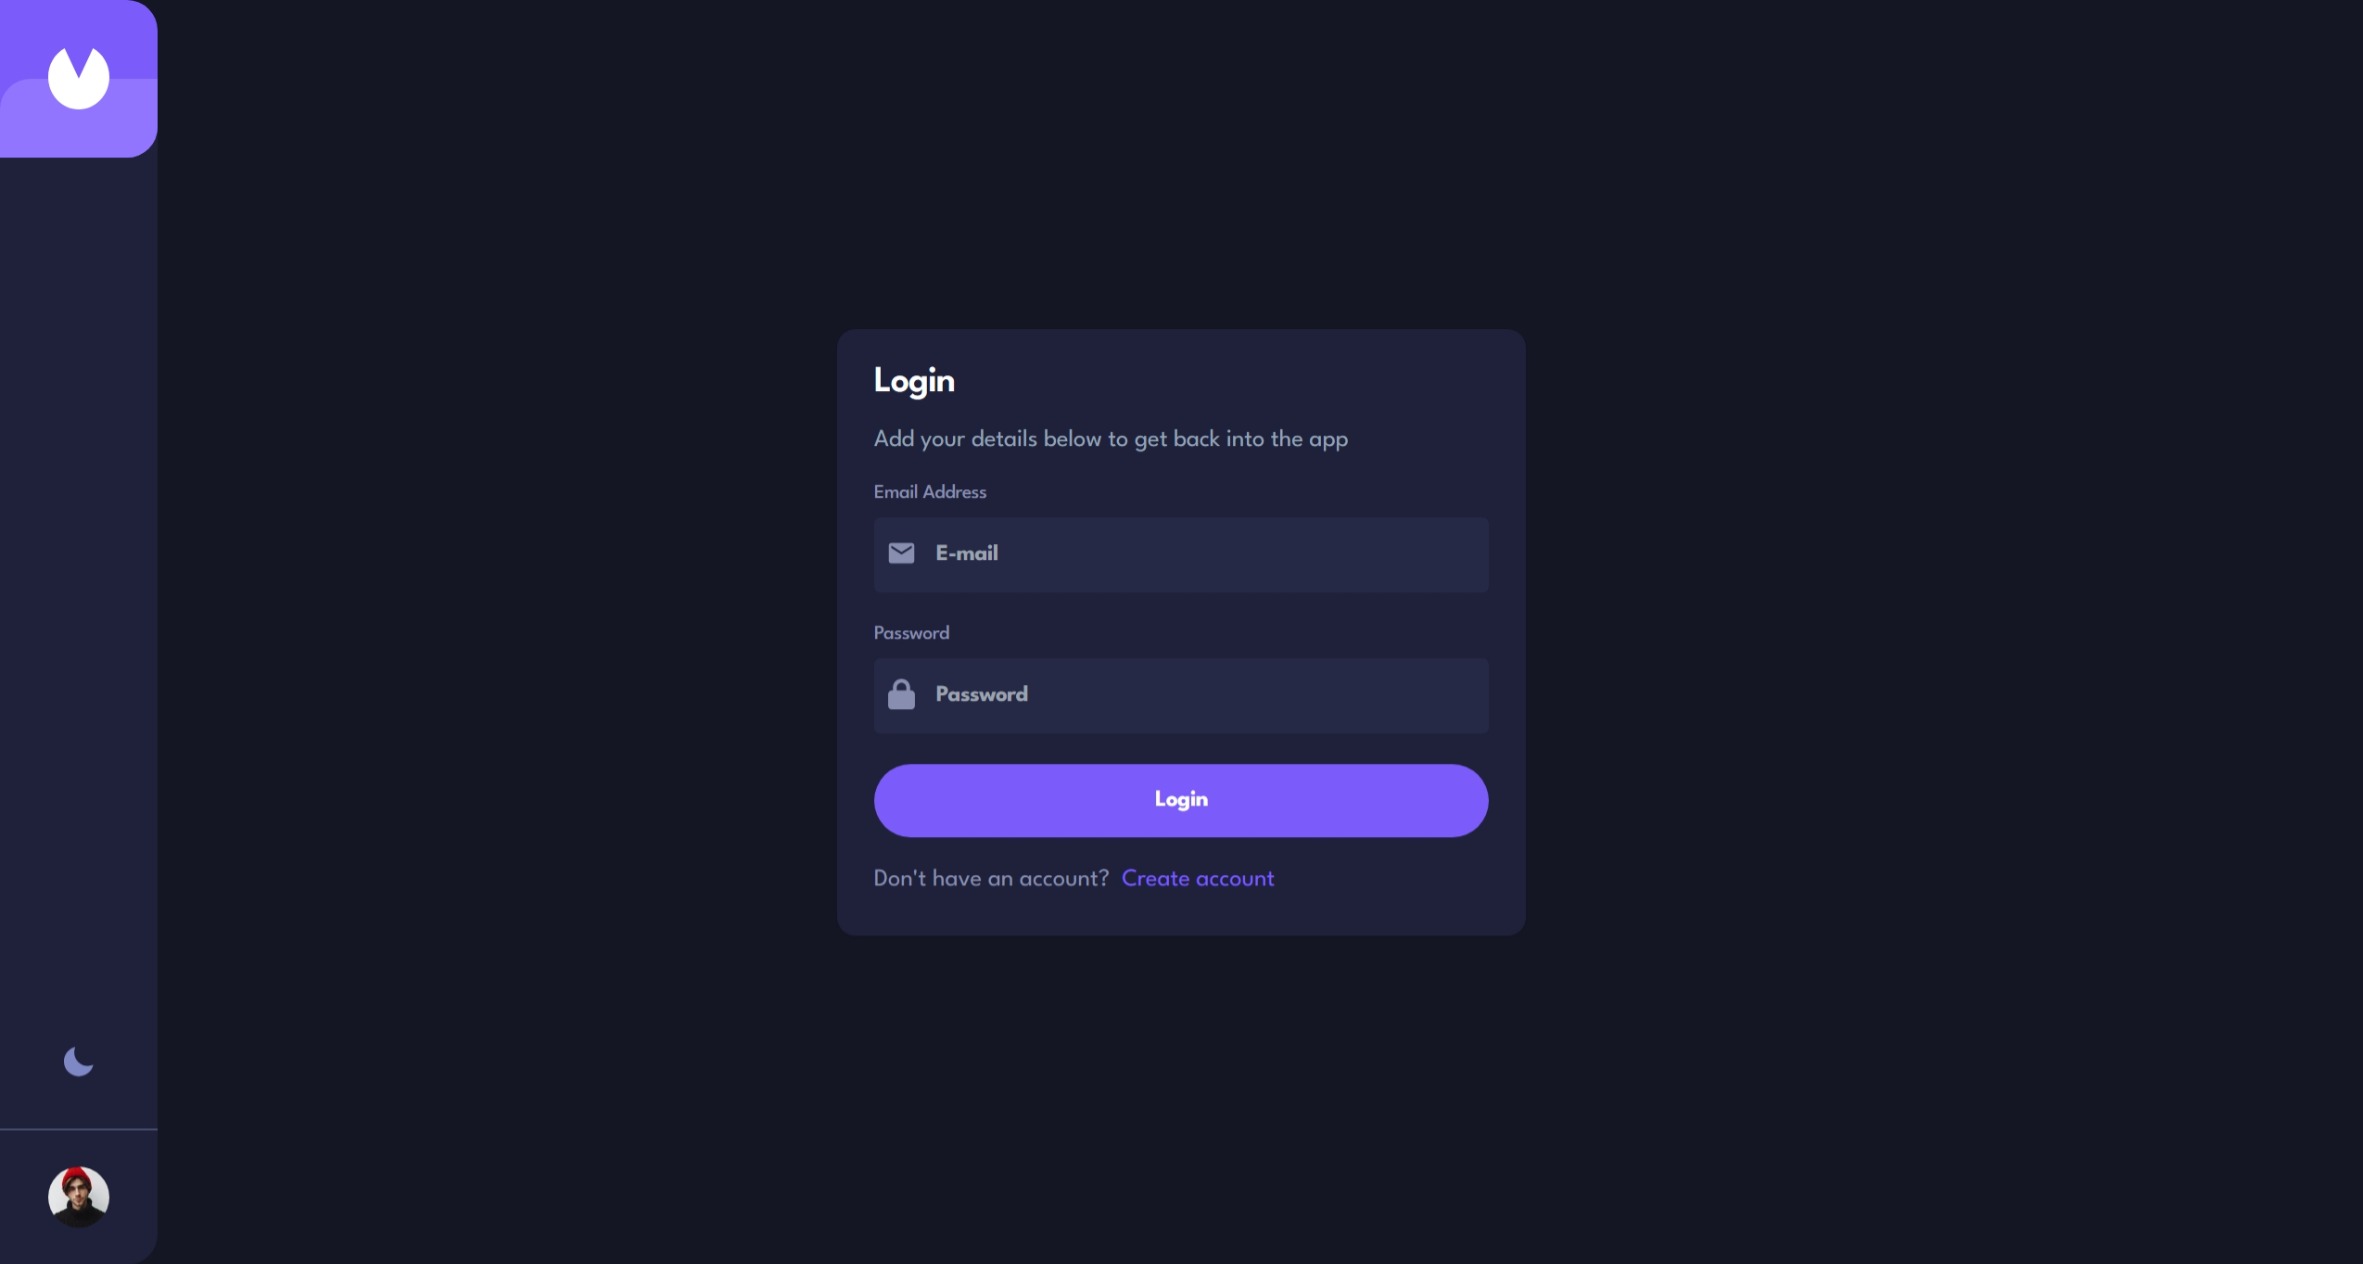 Login
Add your details below to get back into the app
Email Address
E-mail
Password
Password
Login
Don't have an account? Create account